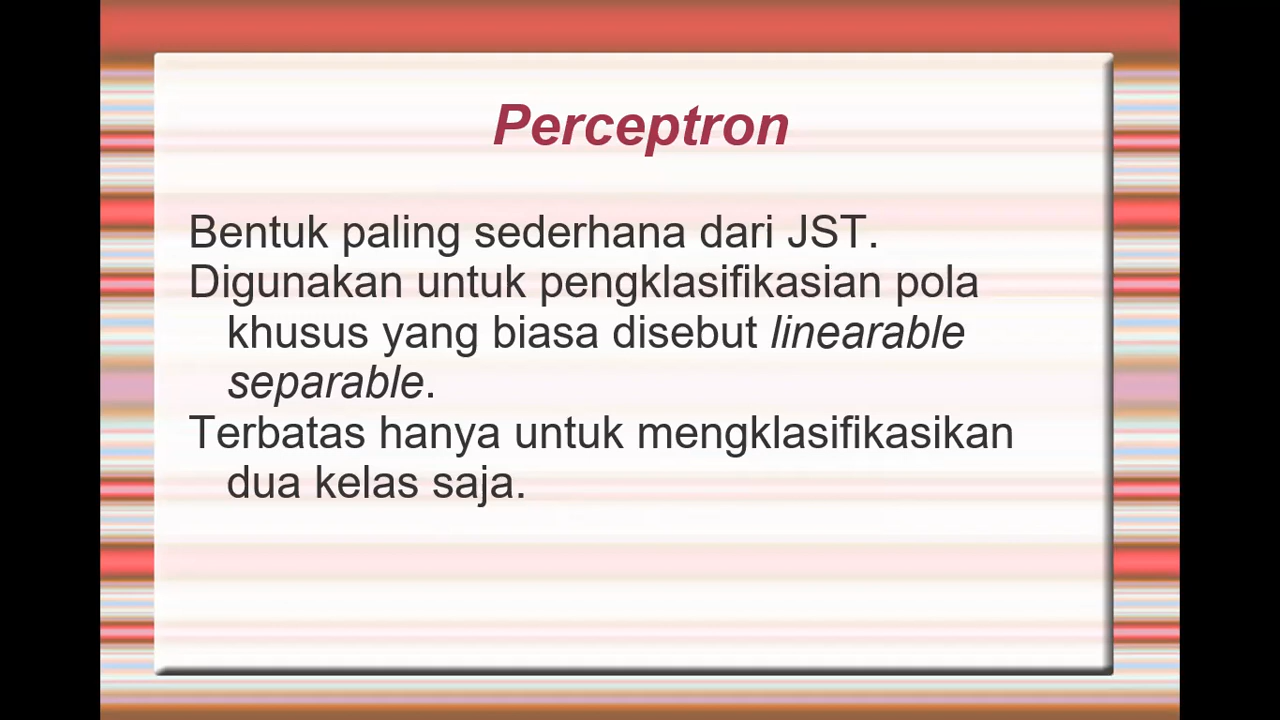 Perceptron
Bentuk paling sederhana dari JST.
Digunakan untuk pengklasifikasian pola
khusus yang biasa disebut linearable
separable.
Terbatas hanya untuk mengklasifikasikan
dua kelas saja.